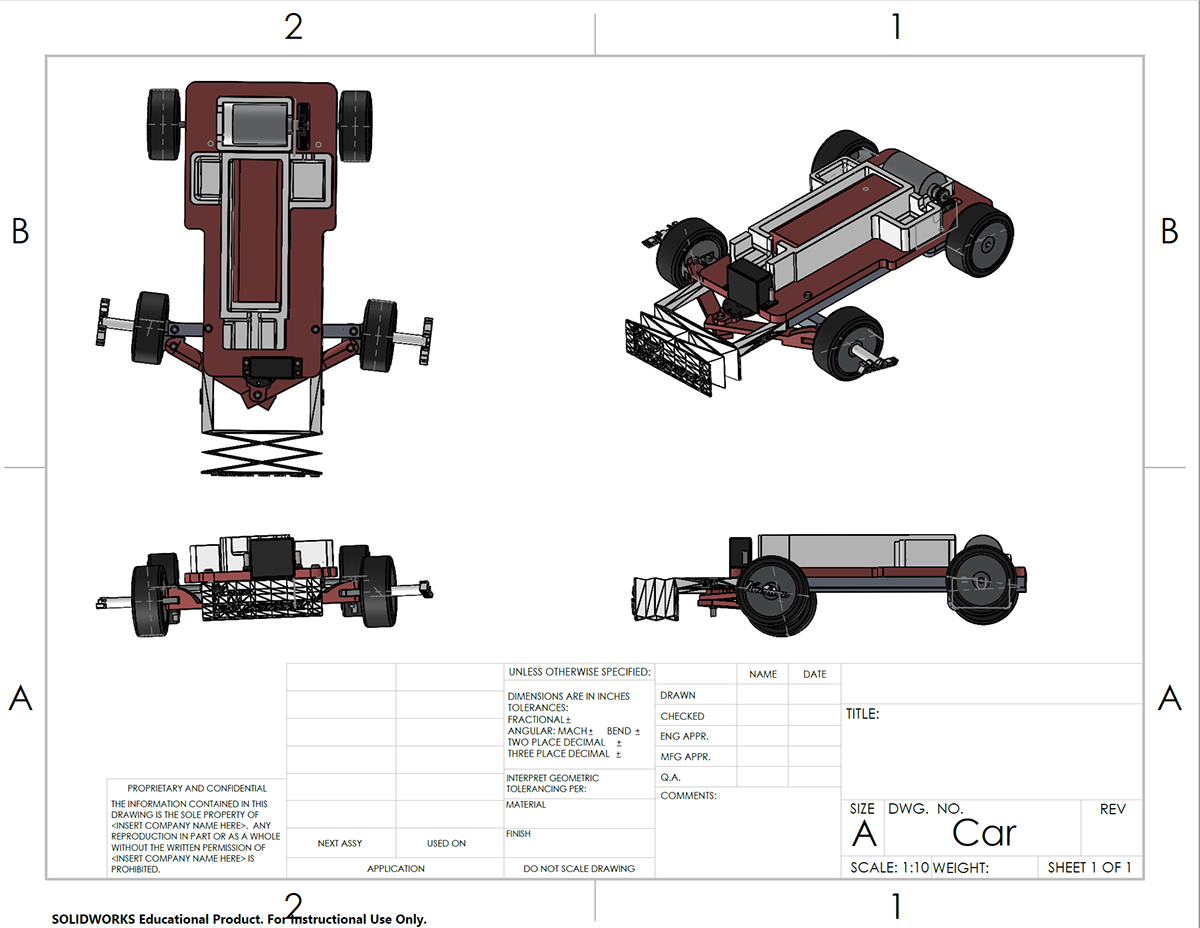 2
1
B
B
A
A
UNLESS OTHERWISE SPECIFIED:
DIMENSIONS ARE IN INCHES
TOLERANCES:
FRACTIONAL±
ANGULAR: MACH± BEND ±
TWO PLACE DECIMAL ±
THREE PLACE DECIMAL ±
INTERPRET GEOMETRIC
TOLERANCING PER:
MATERIAL
FINISH
DO NOT SCALE DRAWING
NAME
DATE
DRAWN
CHECKED
ENG APPR.
MFG APPR.
Q.A.
COMMENTS:
TITLE:
SIZE
A
DWG. NO.
Car
REV
SCALE: 1:10
WEIGHT:
SHEET 1 OF 1
PROPRIETARY AND CONFIDENTIAL
THE INFORMATION CONTAINED IN THIS
DRAWING IS THE SOLE PROPERTY OF
<INSERT COMPANY NAME HERE>. ANY
REPRODUCTION IN PART OR AS A WHOLE
WITHOUT THE WRITTEN PERMISSION OF
<INSERT COMPANY NAME HERE> IS
PROHIBITED.
NEXT ASSY
USED ON
APPLICATION
2
1
SOLIDWORKS Educational Product. For Instructional Use Only.